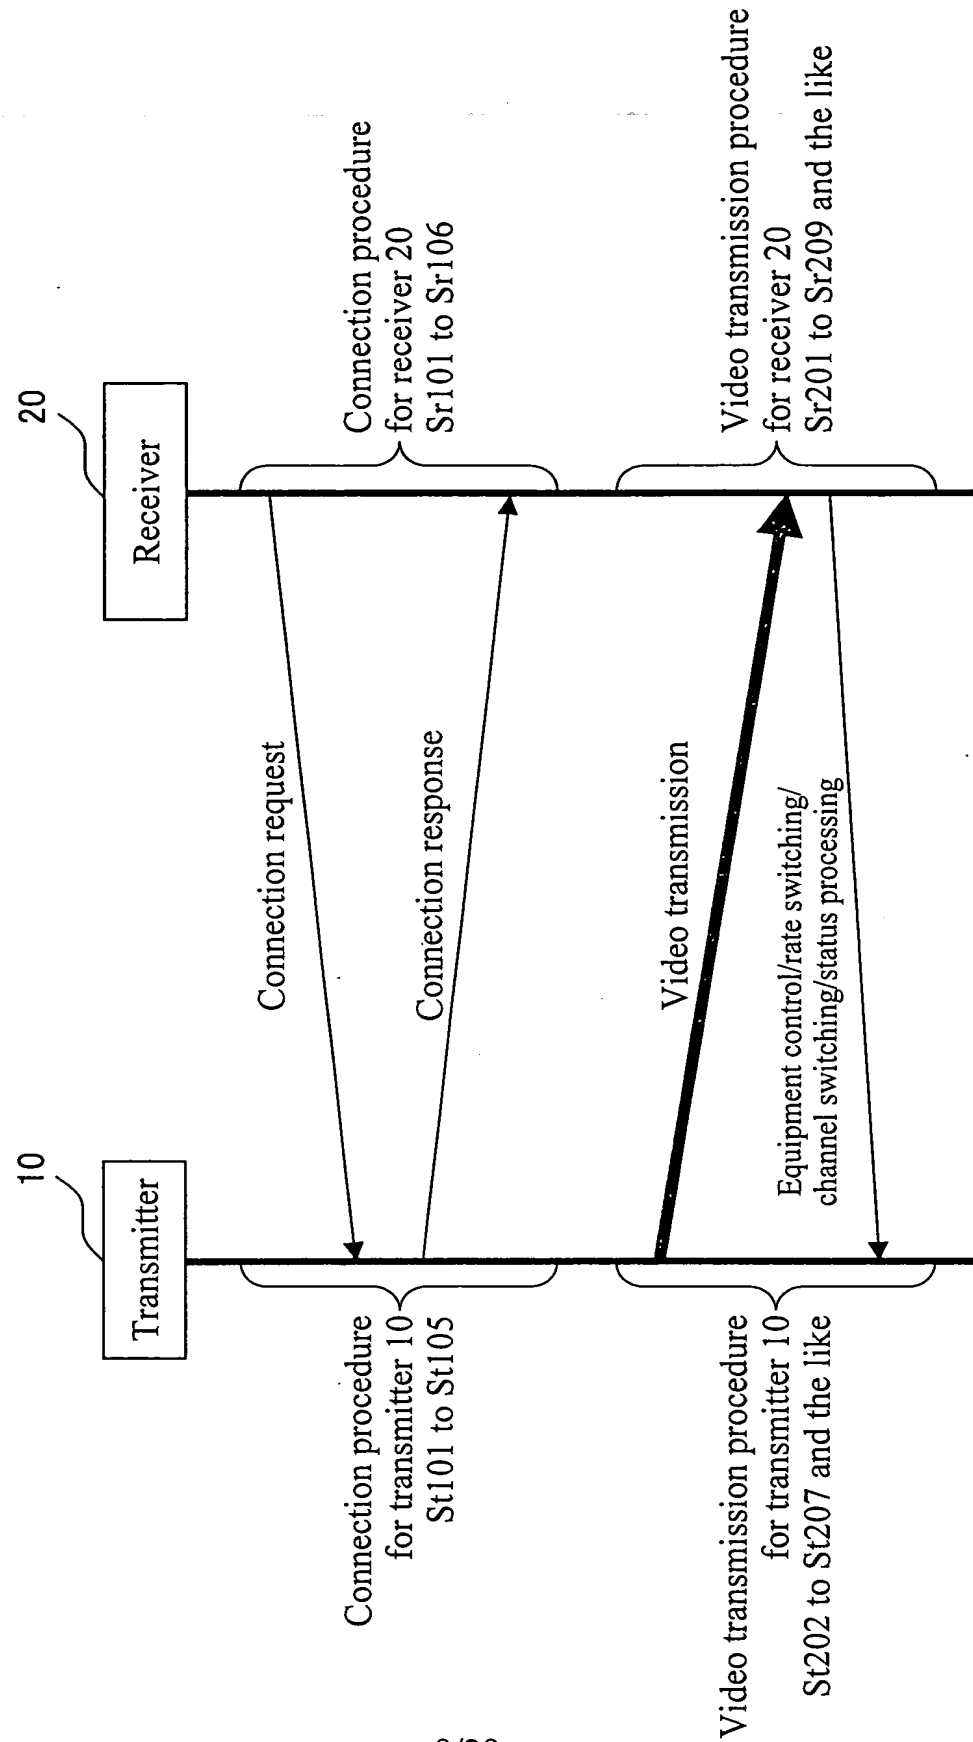 10
20
Transmitter
Receiver
Connection procedure
for transmitter 10
St101 to St105
Connection request
Connection response
Connection procedure
for receiver 20
Sr101 to Sr106
Video transmission procedure
for transmitter 10
St202 to St207 and the like
Video transmission
Equipment control/rate switching/
channel switching/status processing
Video transmission procedure
for receiver 20
Sr201 to Sr209 and the like